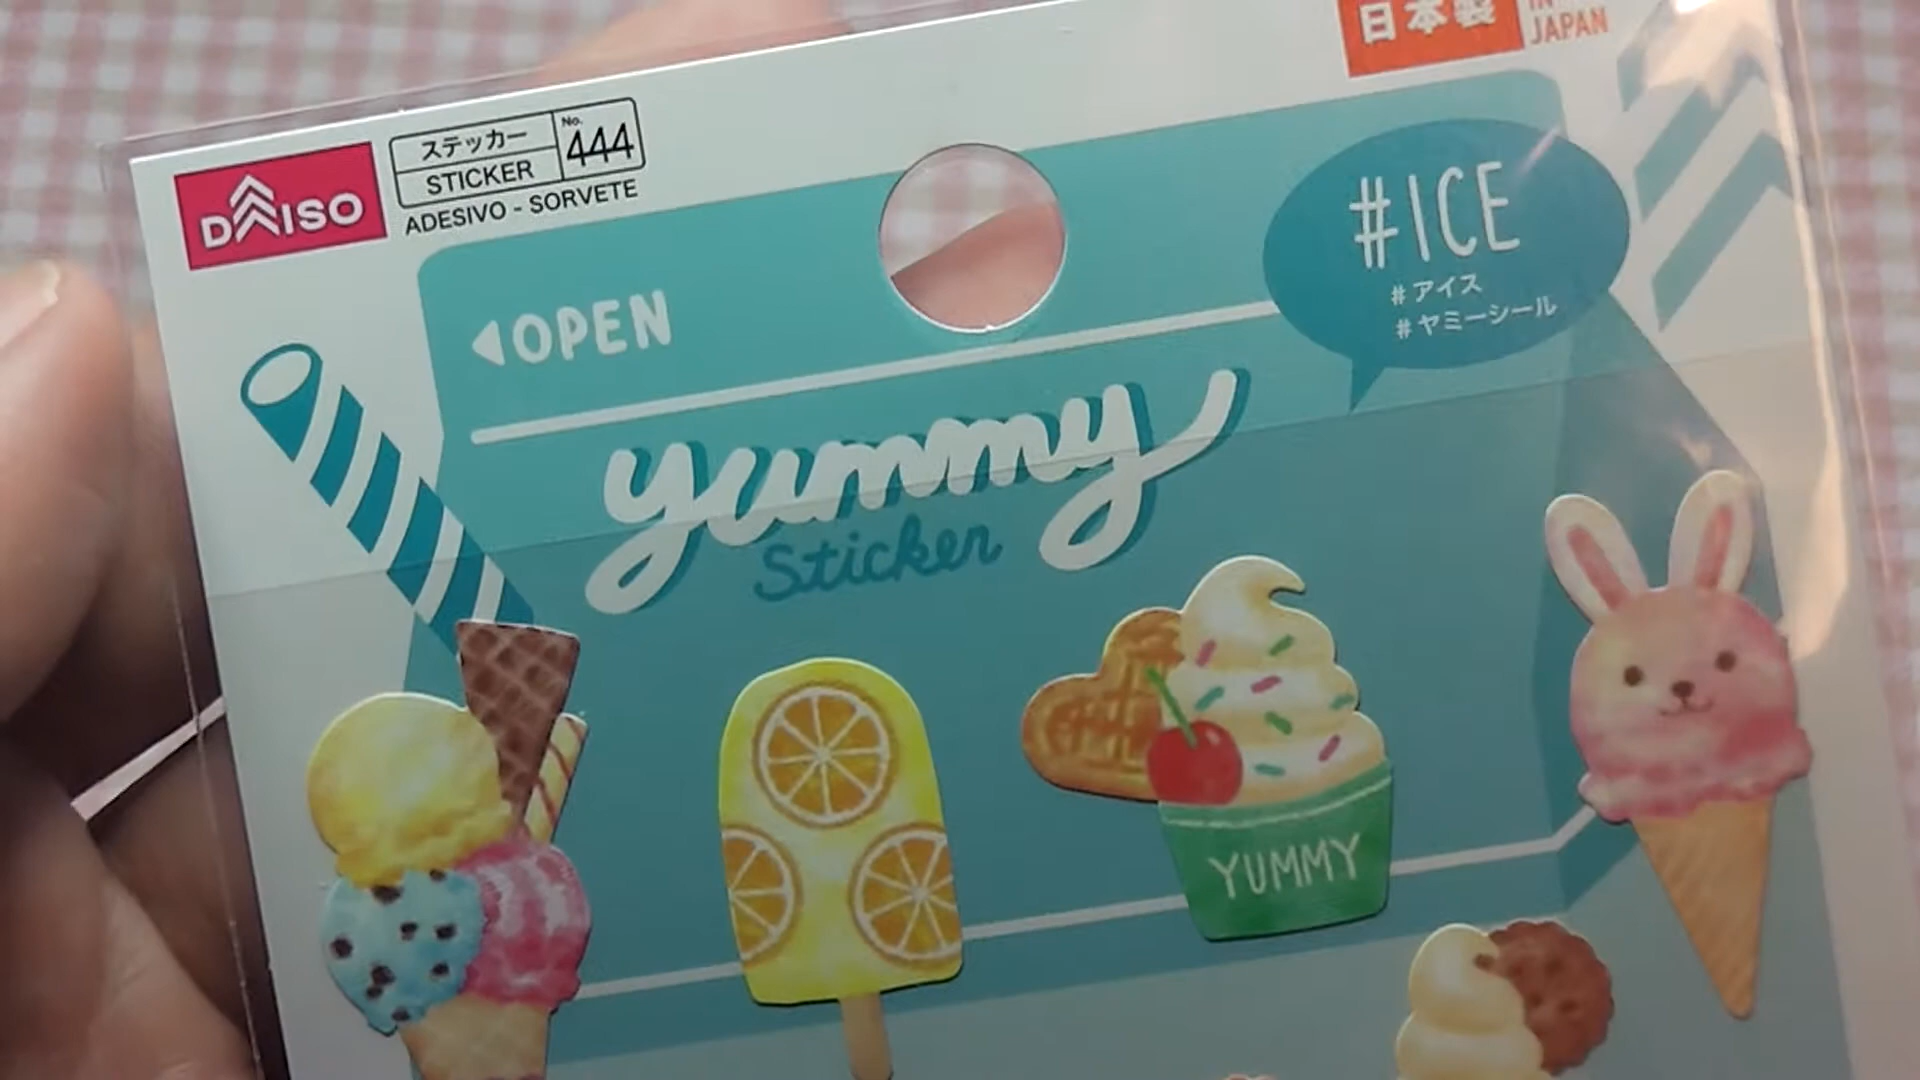 日本製
IN
JAPAN
DAISO
ステッカー
STICKER
No.
444
ADESIVO - SORVETE
#ICE
#アイス
#ヤミーシール
OPEN
yummy
Sticker
YUMMY